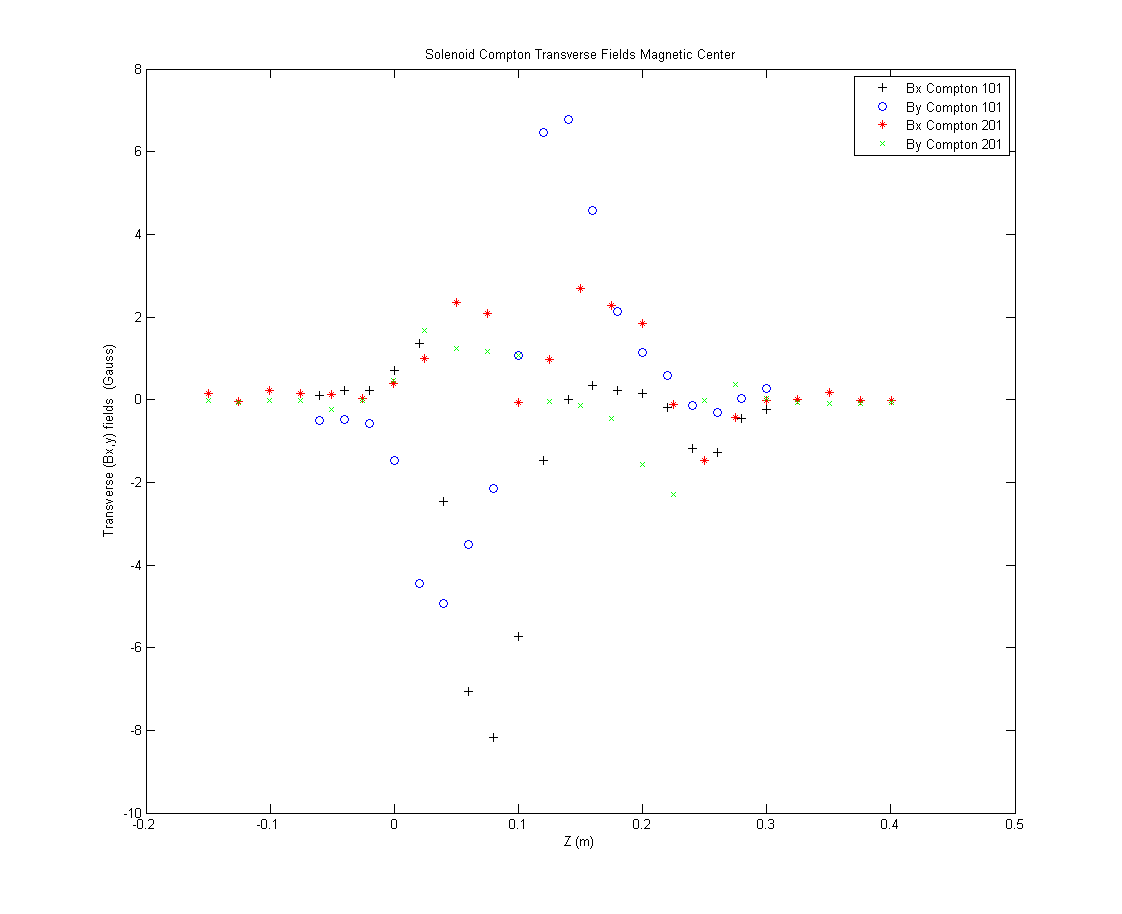 Solenoid Compton Transverse Fields Magnetic Center
Bx Compton 101
By Compton 101
Bx Compton 201
By Compton 201
8
6
4
2
0
-2
-4
-6
-8
-10
Transverse (Bx,y) fields (Gauss)
-0.2
-0.1
0
0.1
0.2
0.3
0.4
0.5
Z (m)